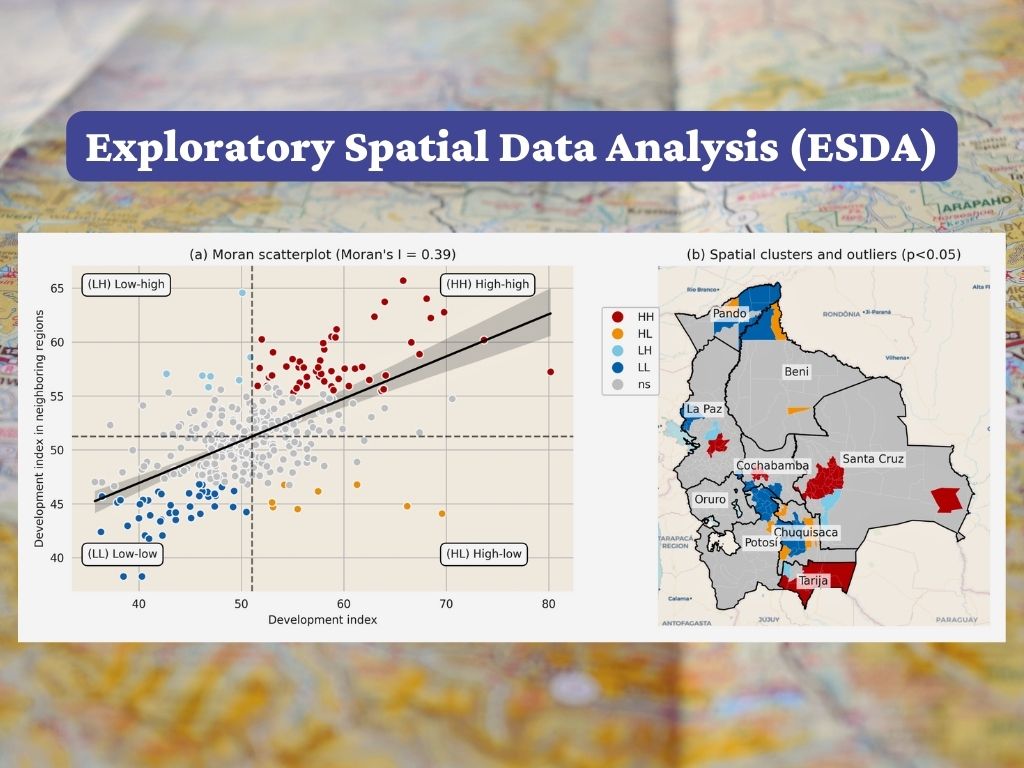 Exploratory Spatial Data Analysis (ESDA)
ARAPAHO
(a) Moran scatterplot (Moran's I = 0.39)
(LH) Low-high
(HH) High-high
(LL) Low-low
(HL) High-low
65
60
55
50
45
40
Development index in neighboring regions
40
50
60
70
80
Development index
(b) Spatial clusters and outliers (p<0.05)
HH
HL
LH
LL
ns
Rio Branco
RONDÔNIA
Ji-Paraná
Alta Fl
Vilhena
Pando
Beni
La Paz
Cochabamba
Santa Cruz
Oruro
Chuquisaca
Potosí
TARAPACÁ
REGION
Tarija
Calama
ANTOFAGASTA
JUJUY
PARAGUAY